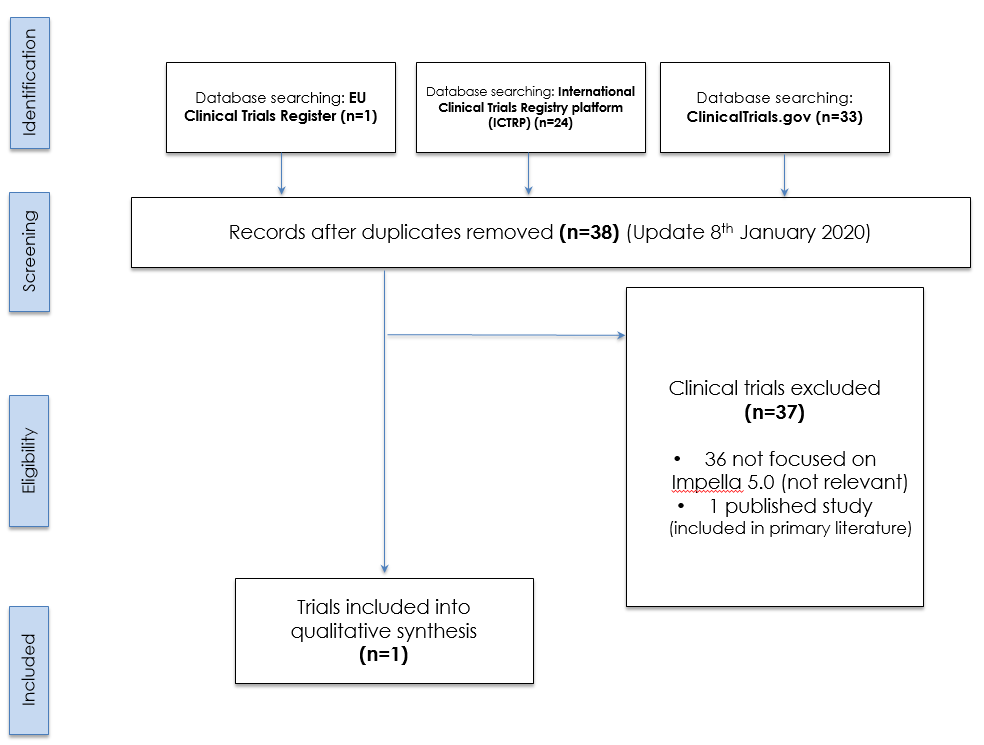 Identification
Database searching: EU
Clinical Trials Register (n=1)
Database searching: International
Clinical Trials Registry platform
(ICTRP) (n=24)
Database searching:
ClinicalTrials.gov (n=33)
Screening
Records after duplicates removed (n=38) (Update 8th January 2020)
Eligibility
Clinical trials excluded
(n=37)
• 36 not focused on
Impella 5.0 (not relevant)
• 1 published study
(included in primary literature)
Included
Trials included into
qualitative synthesis
(n=1)